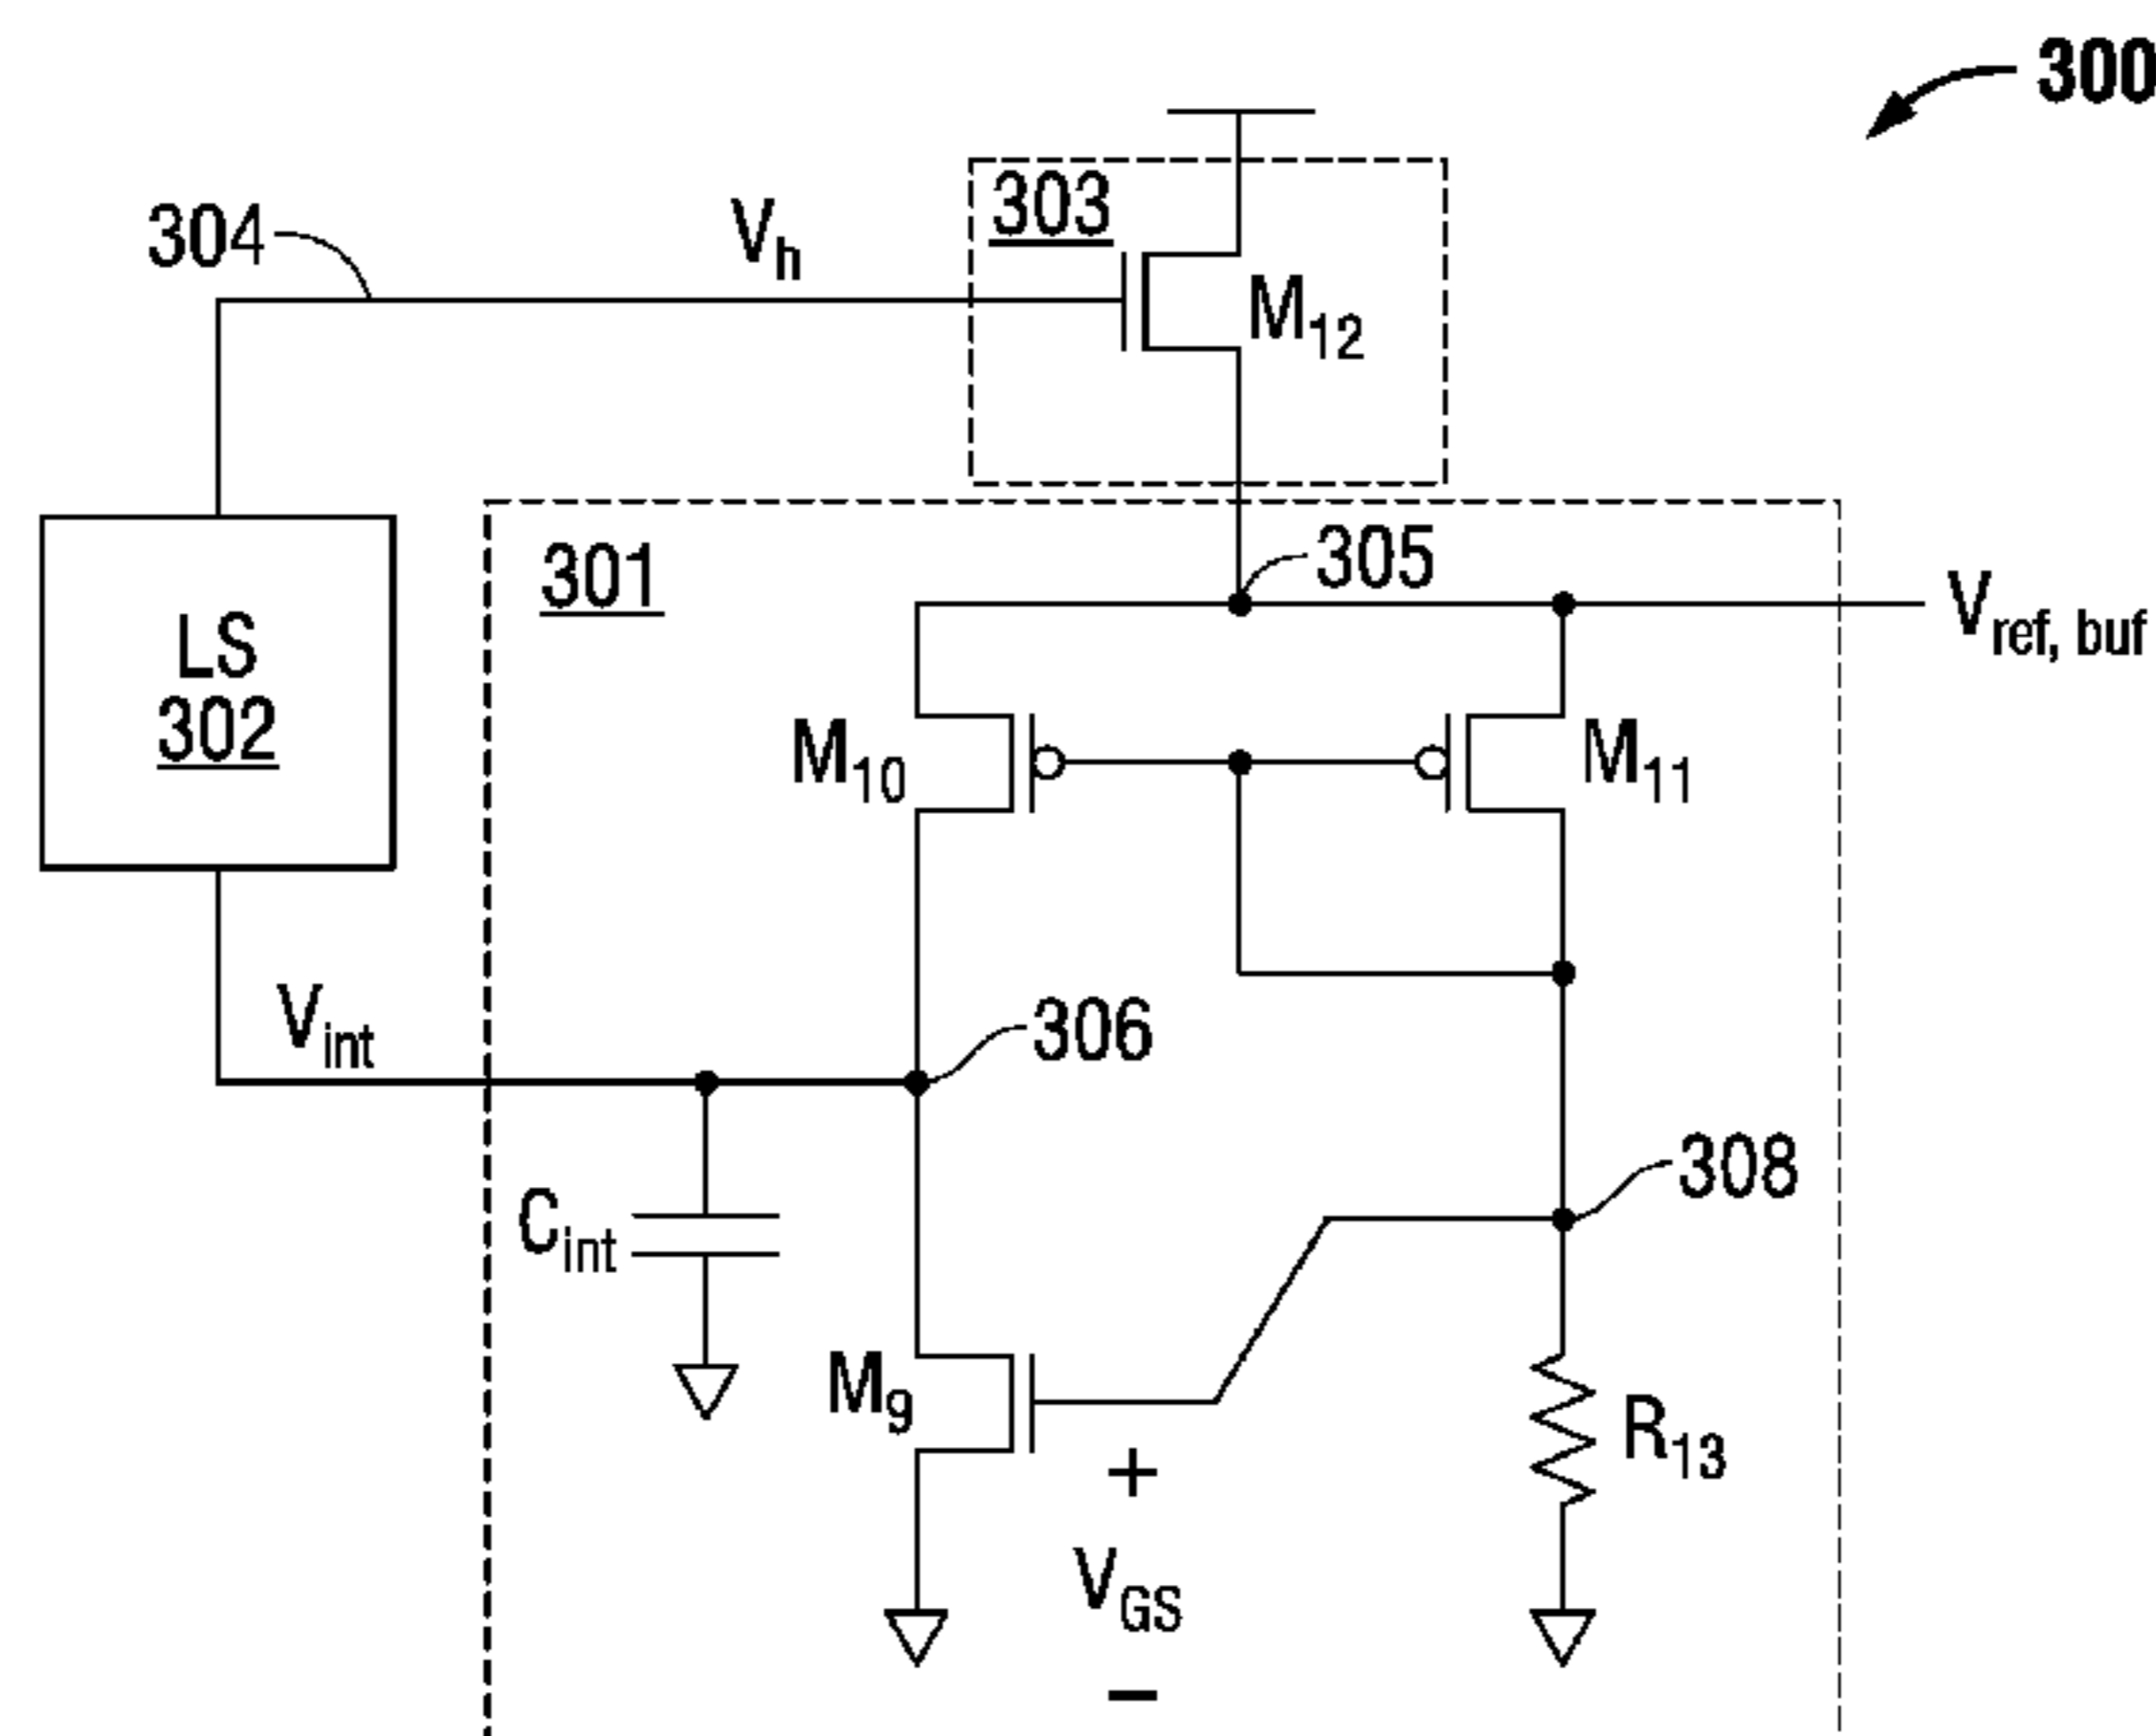 300
303
304
Vh
M12
305
301
Vref, buf
LS
302
M10
M11
306
Vint
308
Cint
M9
R13
+
VGS
−